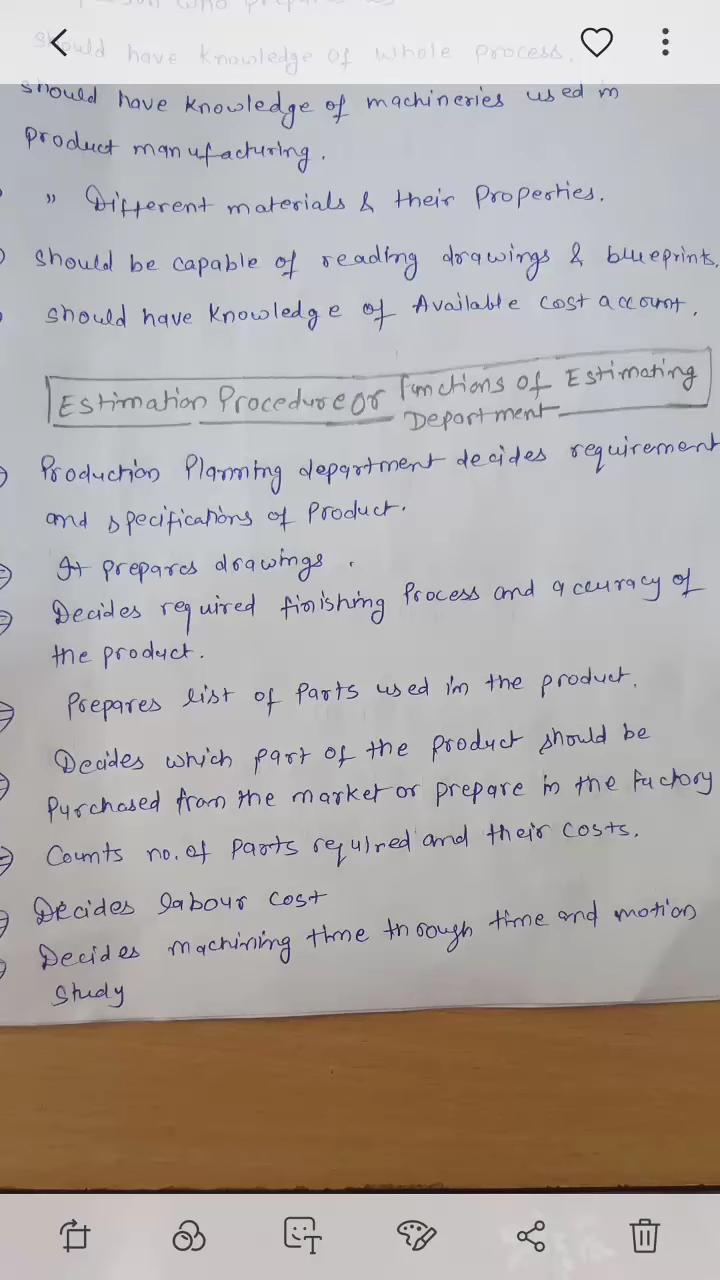 should have knowledge of whole process.
should have knowledge of machineries used in
product manufacturing.
" Different materials & their properties.
should be capable of reading drawings & blueprints.
should have knowledge of Available cost account.
Estimation Procedure or functions of Estimating
Department
Production Planning department decides requirement
and specifications of Product.
It prepares drawings.
Decides required finishing Process and accuracy of
the product.
Prepares list of Parts used in the product.
Decides which part of the product should be
Purchased from the market or prepare in the factory
Counts no. of Parts required and their costs.
Decides labour cost
Decides machining time through time and motion
Study